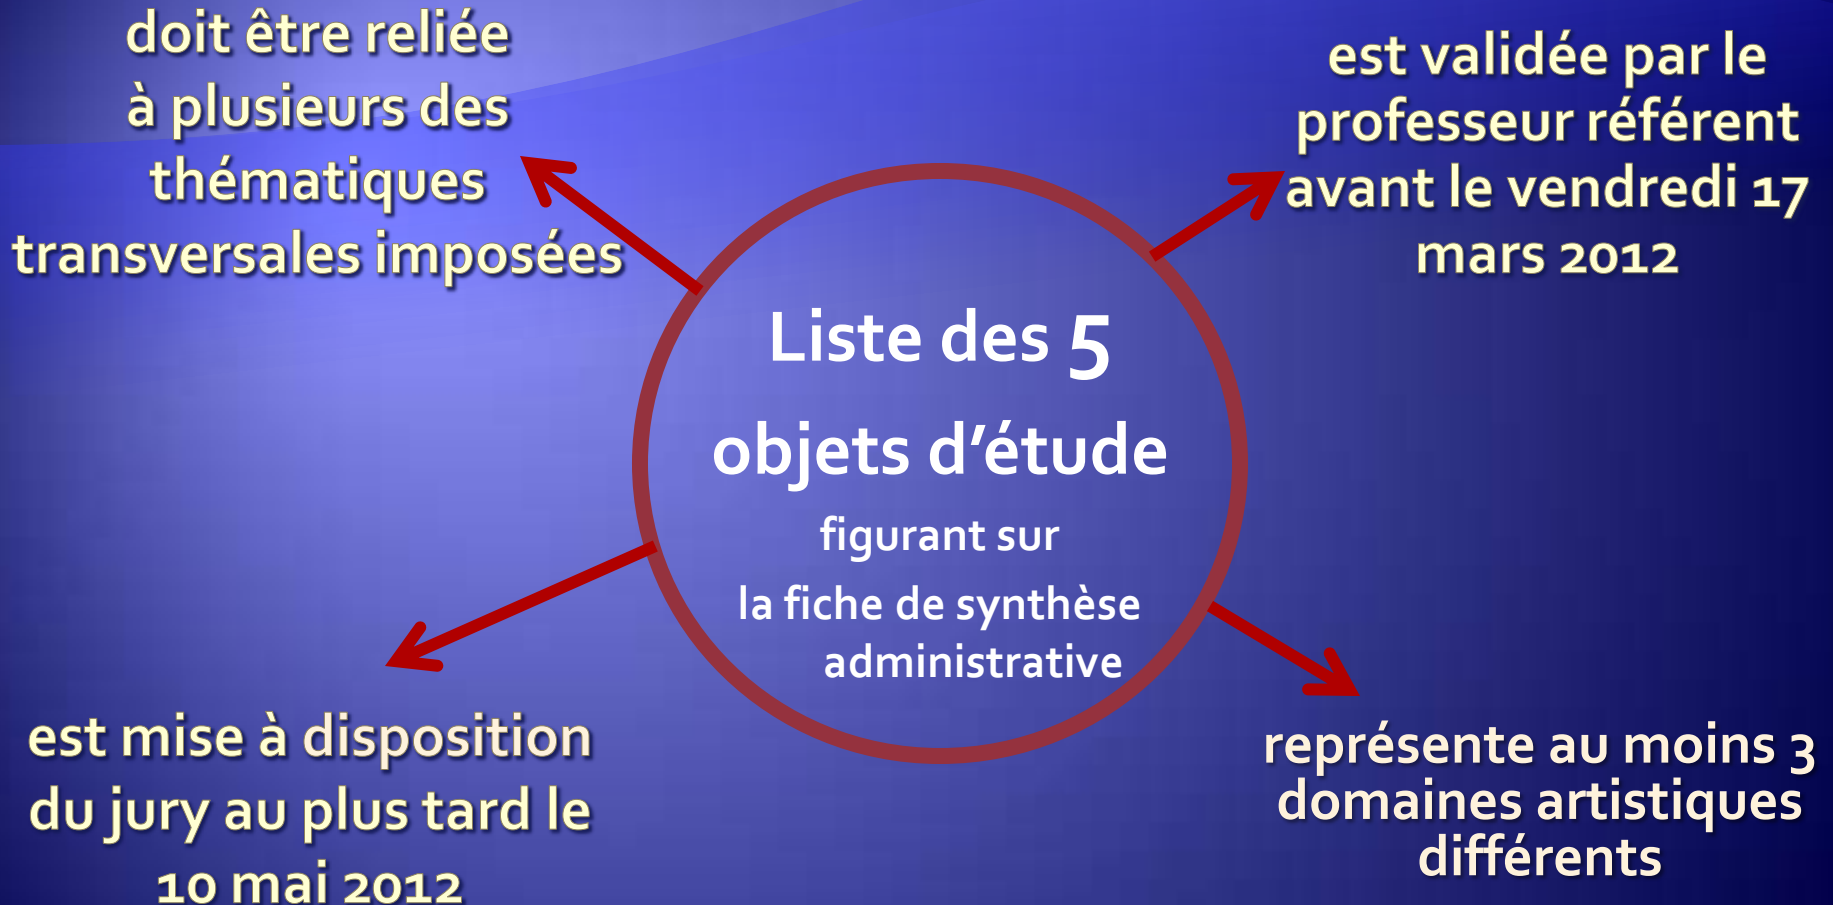 doit être reliée
à plusieurs des
thématiques
transversales imposées
est validée par le
professeur référent
avant le vendredi 17
mars 2012
Liste des 5
objets d’étude
figurant sur
la fiche de synthèse
administrative
est mise à disposition
du jury au plus tard le
10 mai 2012
représente au moins 3
domaines artistiques
différents